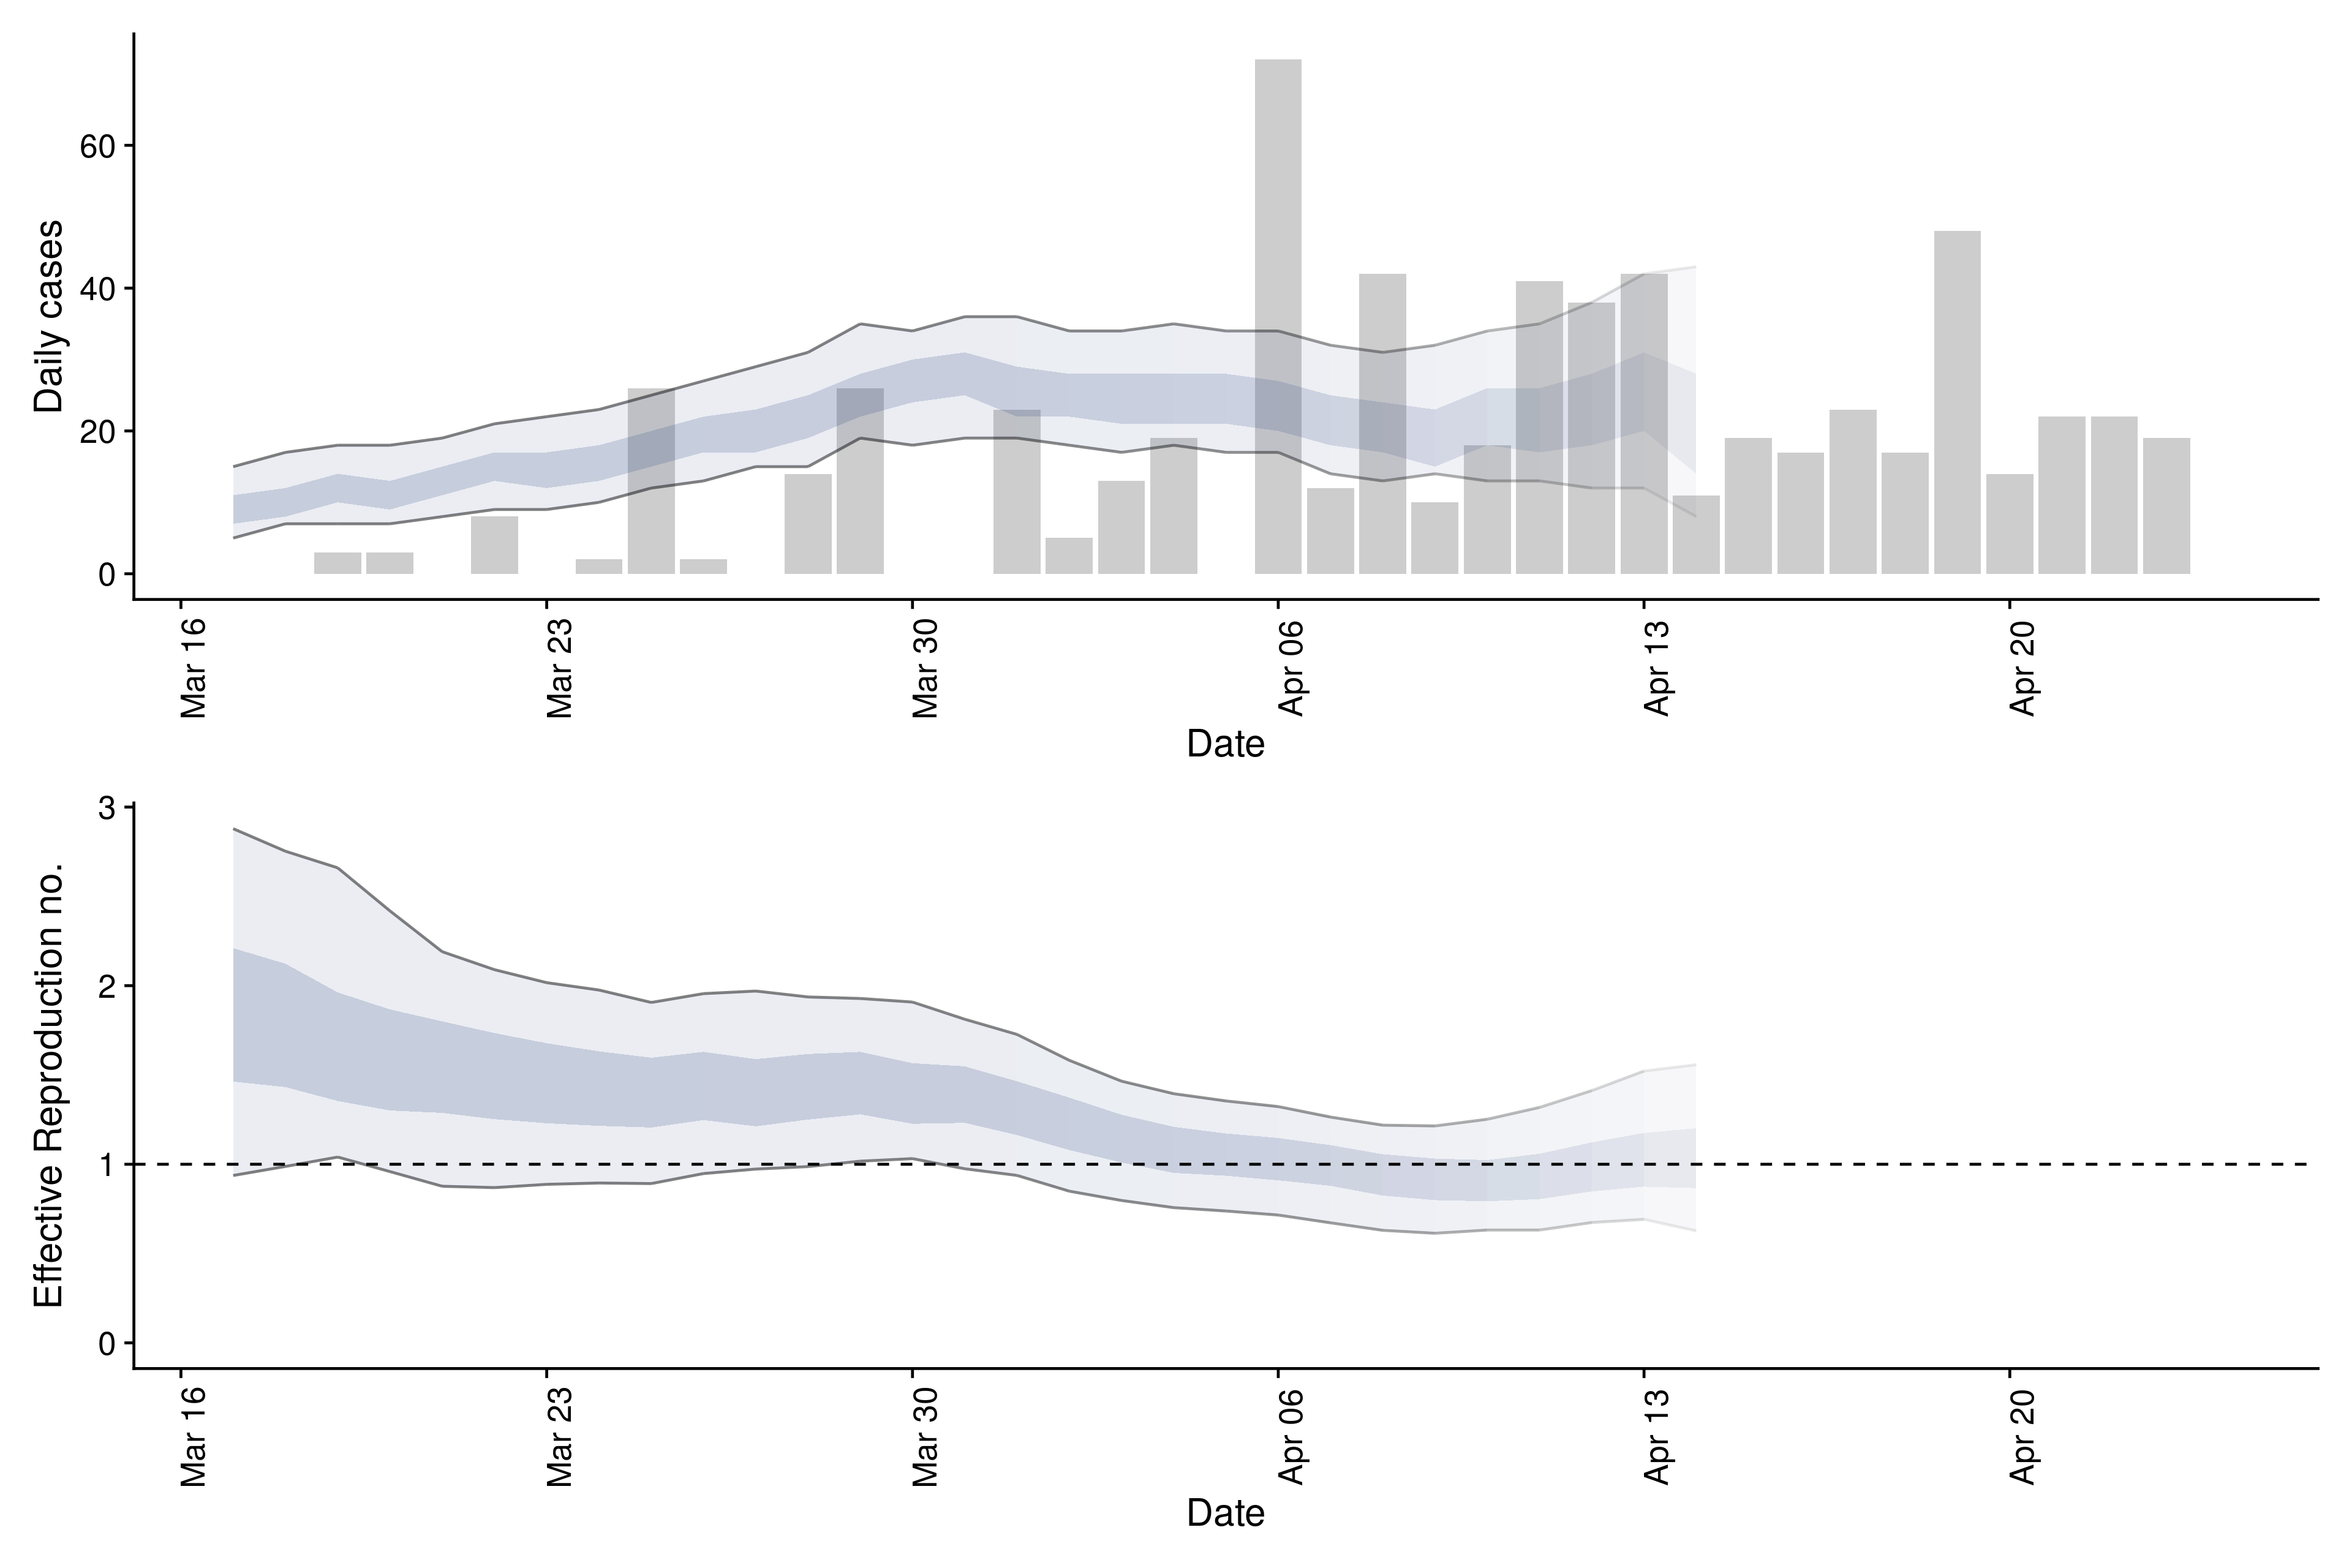 Daily cases
60
40
20
0
Mar 16
Mar 23
Mar 30
Apr 06
Apr 13
Apr 20
Date
Effective Reproduction no.
3
2
1
0
Mar 16
Mar 23
Mar 30
Apr 06
Apr 13
Apr 20
Date